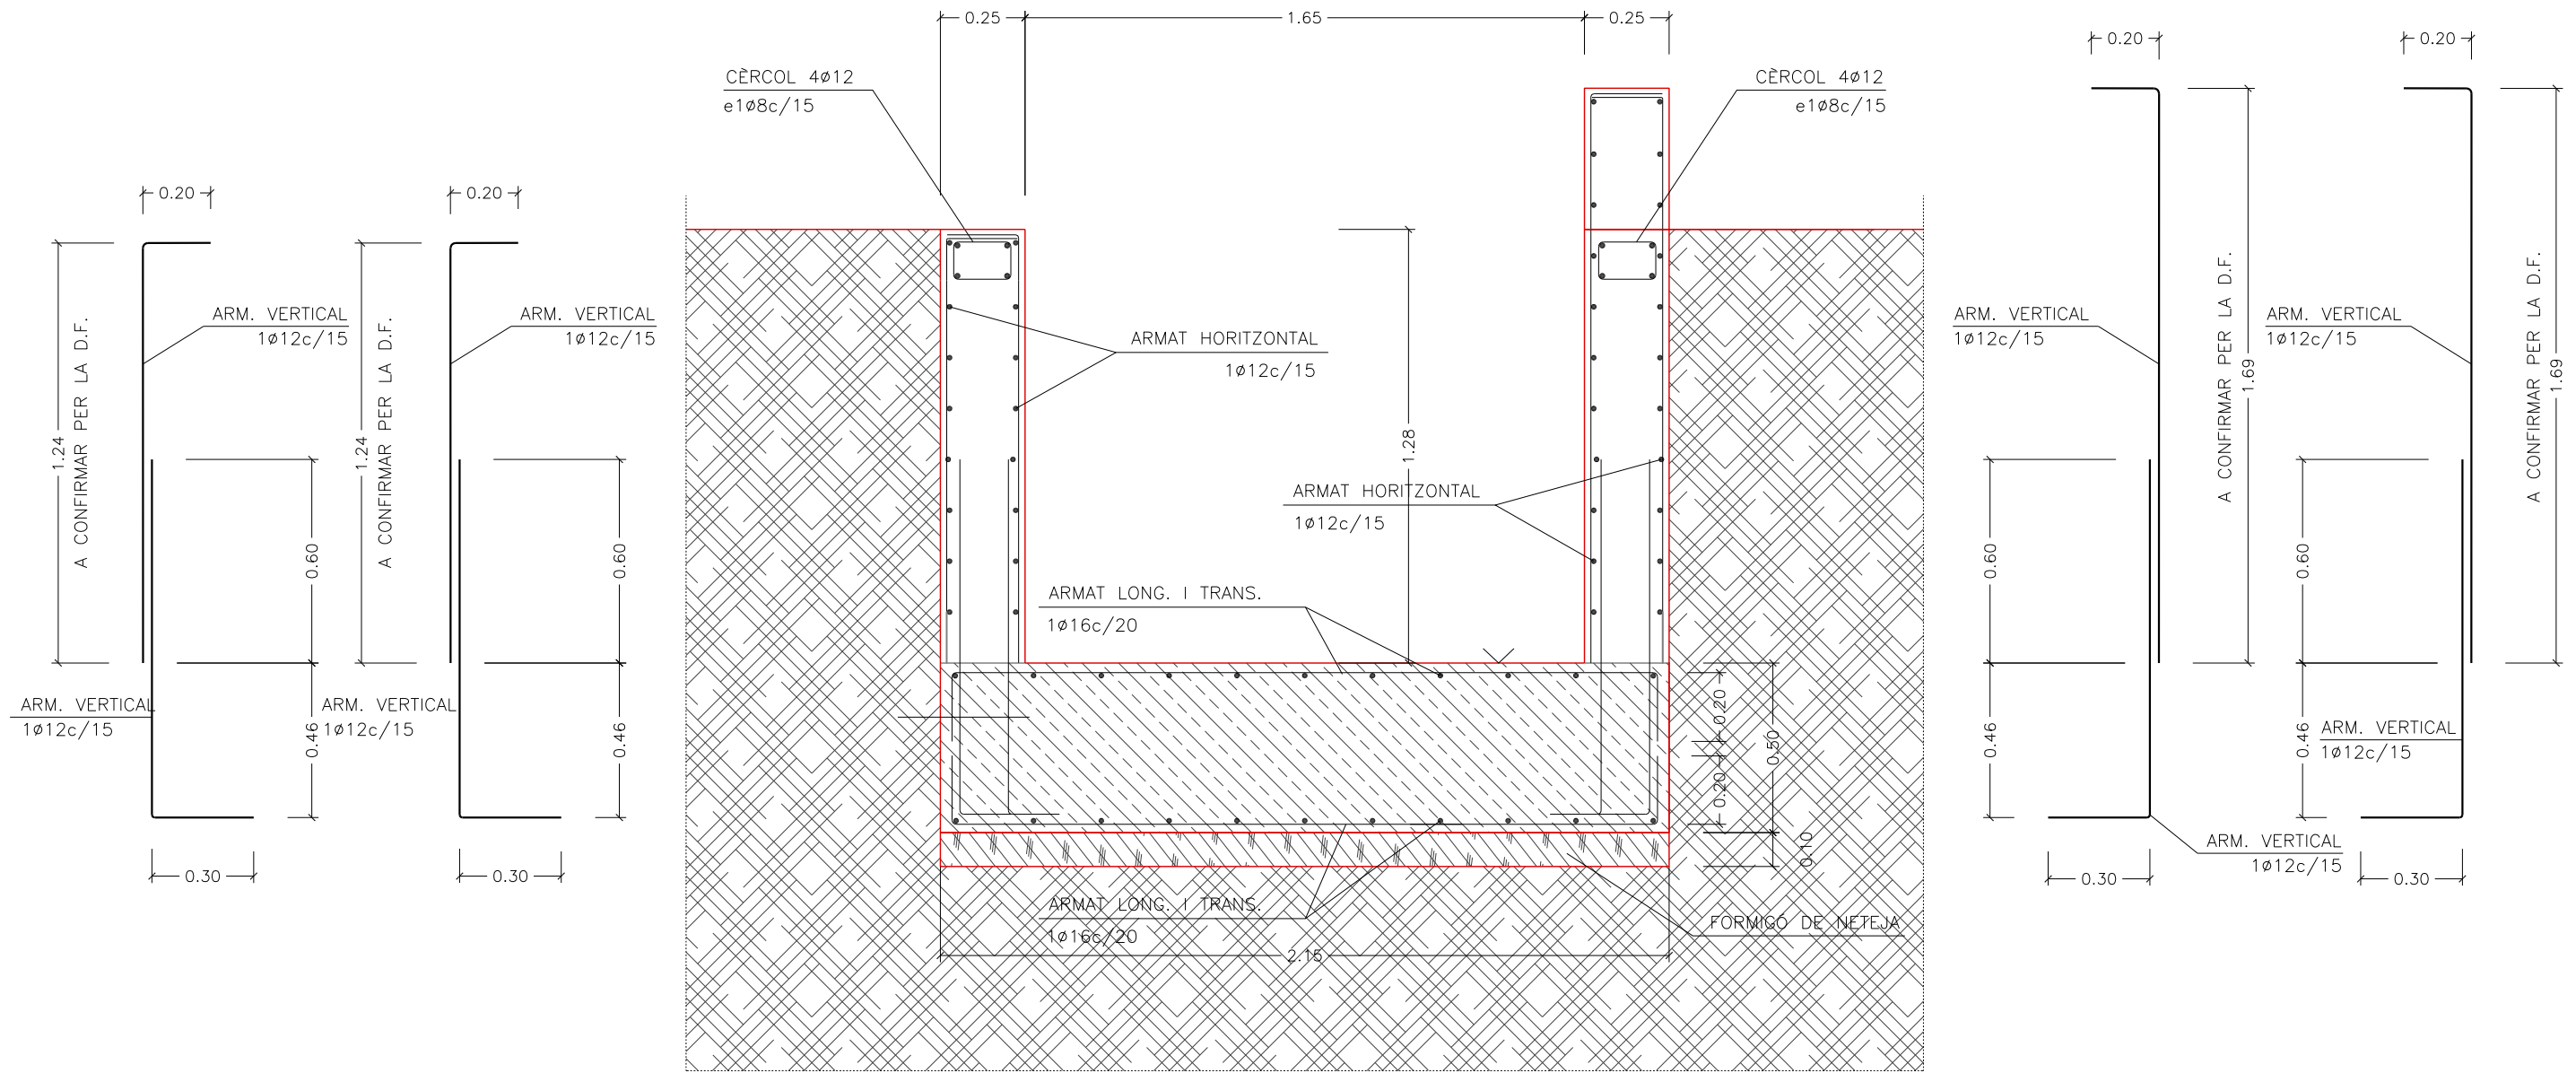 0.25
1.65
0.25
0.20
0.20
CÈRCOL 4ø12
e1ø8c/15
CÈRCOL 4ø12
e1ø8c/15
0.20
0.20
ARM. VERTICAL
1ø12c/15
ARM. VERTICAL
1ø12c/15
ARM. VERTICAL
1ø12c/15
ARM. VERTICAL
1ø12c/15
1.24
A CONFIRMAR PER LA D.F.
1.24
A CONFIRMAR PER LA D.F.
ARMAT HORITZONTAL
1ø12c/15
1.28
A CONFIRMAR PER LA D.F.
1.69
A CONFIRMAR PER LA D.F.
1.69
ARMAT HORITZONTAL
1ø12c/15
0.60
0.60
0.60
0.60
ARMAT LONG. I TRANS.
1ø16c/20
ARM. VERTICAL
1ø12c/15
0.46
ARM. VERTICAL
1ø12c/15
0.46
0.20
0.50
0.20
0.10
0.46
0.46
ARM. VERTICAL
1ø12c/15
ARM. VERTICAL
1ø12c/15
0.30
0.30
0.30
0.30
ARMAT LONG. I TRANS.
1ø16c/20
FORMIGÓ DE NETEJA
2.15